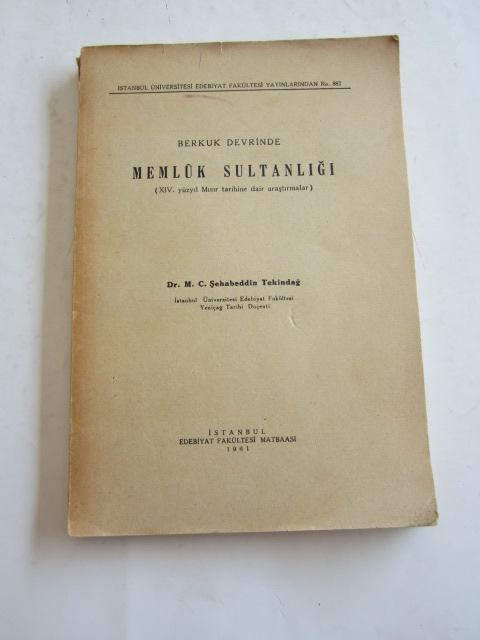 İSTANBUL ÜNİVERSİTESİ EDEBİYAT FAKÜLTESİ YAYINLARINDAN No. 887
BERKUK DEVRİNDE
MEMLÛK SULTANLIĞI
(XIV. yüzyıl Mısır tarihine dair araştırmalar)
Dr. M. C. Şehabeddin Tekindağ
İstanbul Üniversitesi Edebiyat Fakültesi
Yeniçağ Tarihi Doçenti
İSTANBUL
EDEBİYAT FAKÜLTESİ MATBAASI
1961